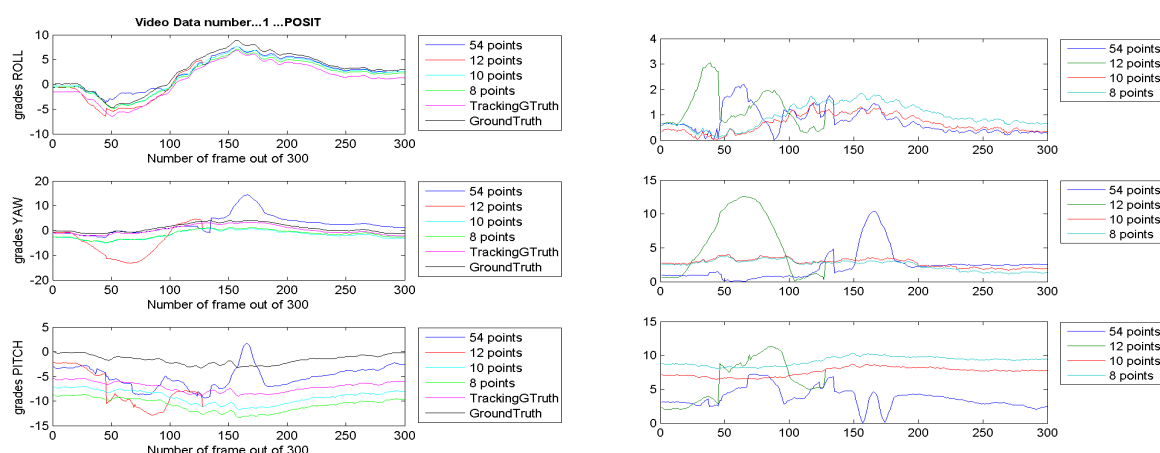 Video Data number...1 ...POSIT
grades ROLL
10
5
0
-5
-10
0 50 100 150 200 250 300
Number of frame out of 300
54 points
12 points
10 points
8 points
TrackingGTruth
GroundTruth
4
3
2
1
0
0 50 100 150 200 250 300
54 points
12 points
10 points
8 points
grades YAW
20
10
0
-10
-20
0 50 100 150 200 250 300
Number of frame out of 300
54 points
12 points
10 points
8 points
TrackingGTruth
GroundTruth
15
10
5
0
0 50 100 150 200 250 300
54 points
12 points
10 points
8 points
grades PITCH
5
0
-5
-10
-15
0 50 100 150 200 250 300
Number of frame out of 300
54 points
12 points
10 points
8 points
TrackingGTruth
GroundTruth
15
10
5
0
0 50 100 150 200 250 300
54 points
12 points
10 points
8 points